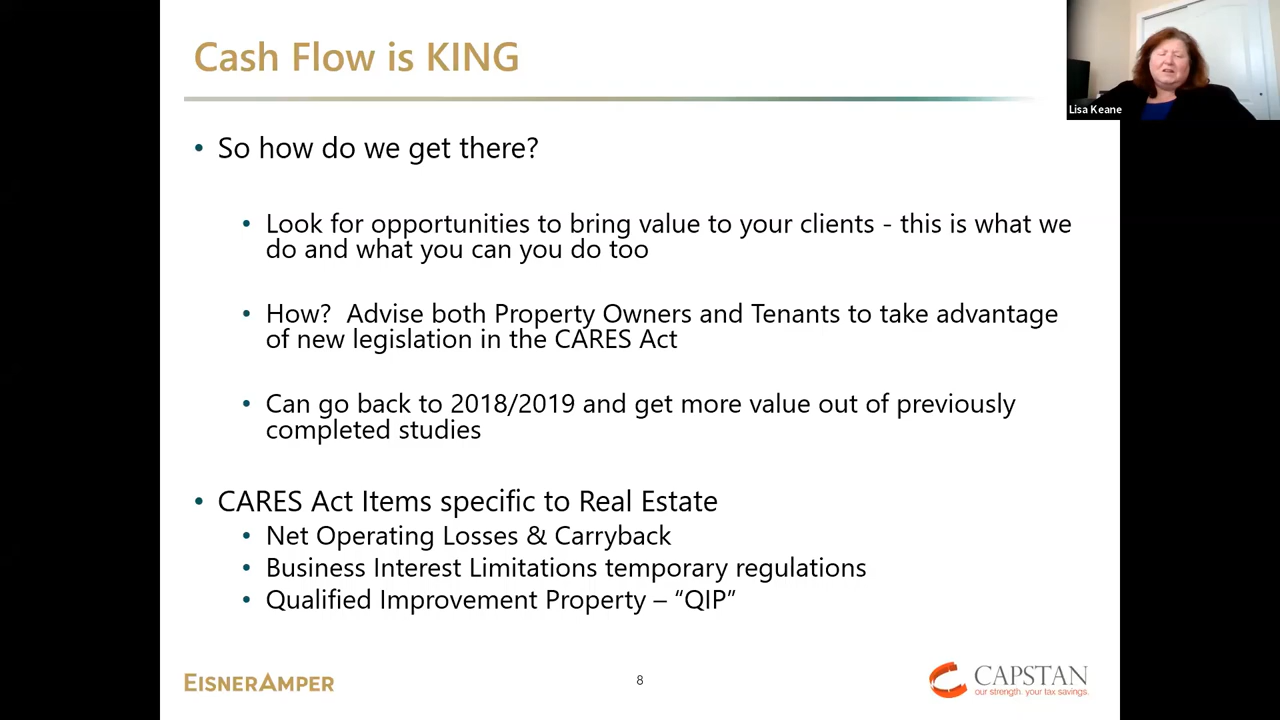 Cash Flow is KING
Lisa Keane
• So how do we get there?
• Look for opportunities to bring value to your clients - this is what we
do and what you can you do too
• How?  Advise both Property Owners and Tenants to take advantage
of new legislation in the CARES Act
• Can go back to 2018/2019 and get more value out of previously
completed studies
• CARES Act Items specific to Real Estate
• Net Operating Losses & Carryback
• Business Interest Limitations temporary regulations
• Qualified Improvement Property – “QIP”
EISNERAMPER
8
CAPSTAN
our strength. your tax savings.